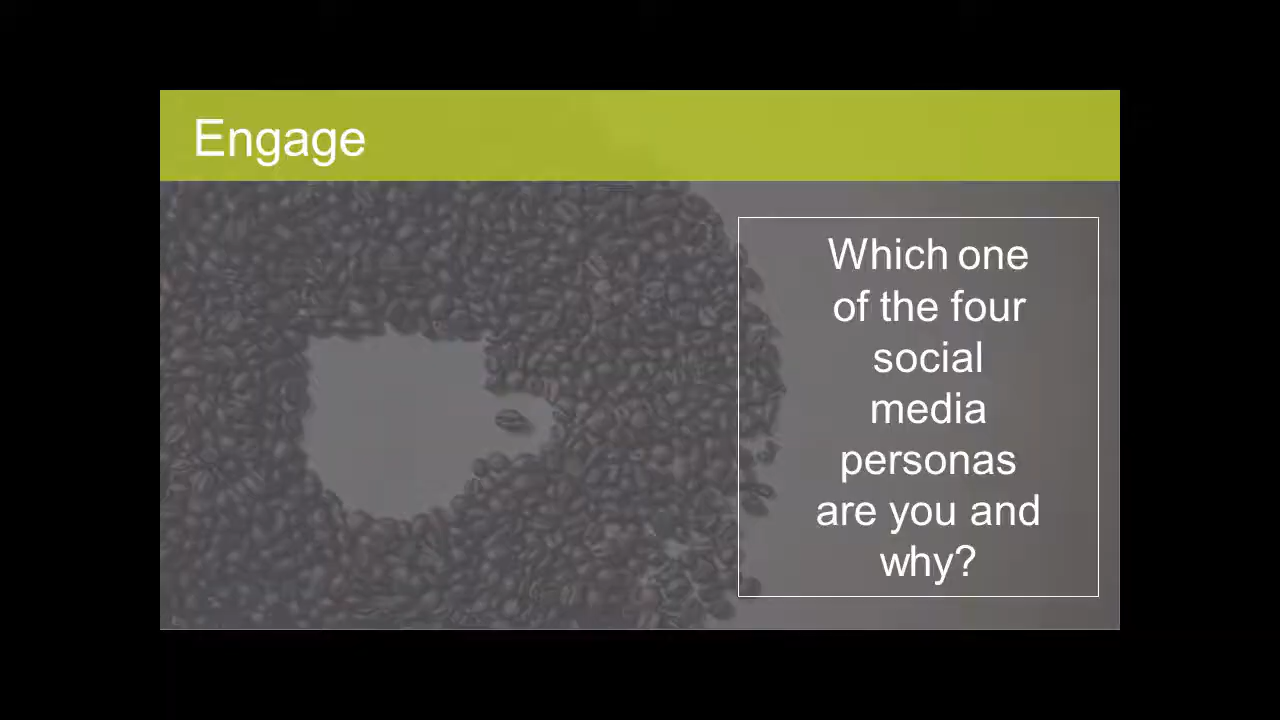 Engage
Which one
of the four
social
media
personas
are you and
why?